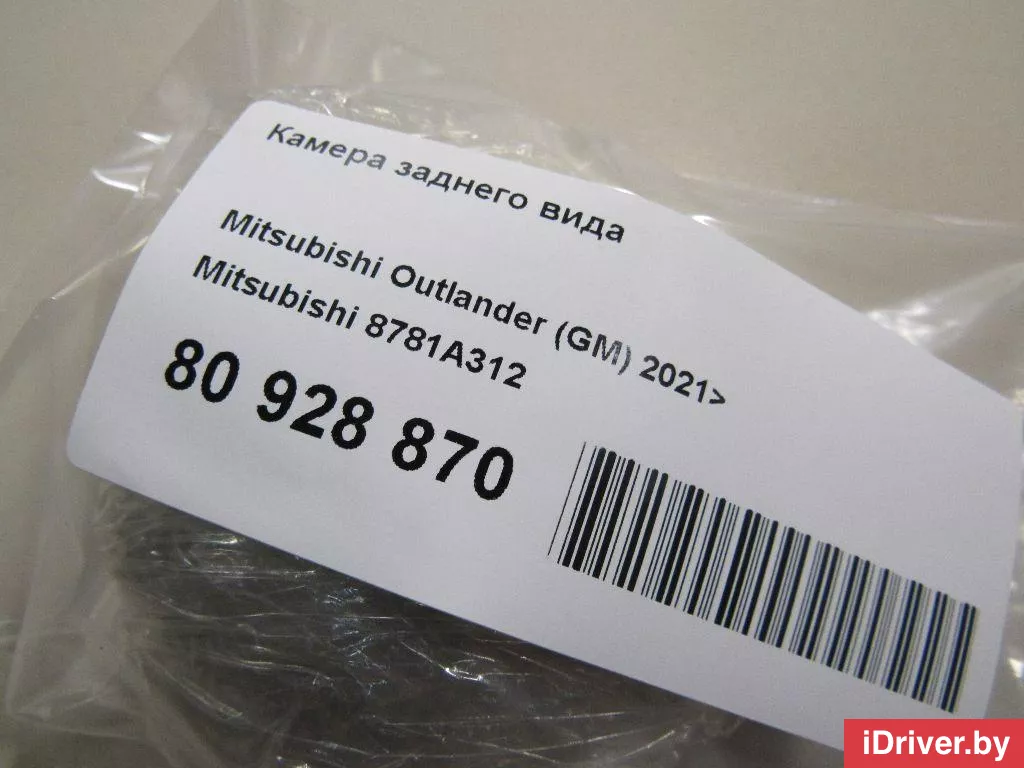 Камера заднего вида
Mitsubishi Outlander (GM) 2021>
Mitsubishi 8781A312
80 928 870
iDriver.by